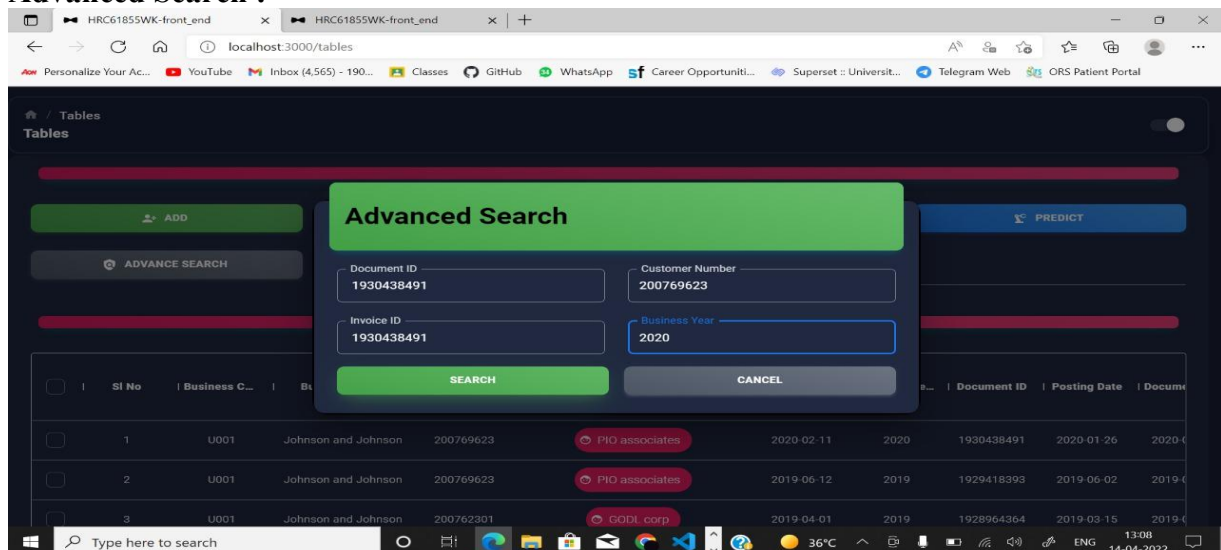 Advanced Search :
HRC61855WK-front_end
HRC61855WK-front_end
localhost:3000/tables
Personalize Your Ac... YouTube Inbox (4,565) - 190... Classes GitHub WhatsApp Career Opportuniti... Superset :: Universit... Telegram Web ORS Patient Portal
/ Tables
Tables
ADD
PREDICT
ADVANCE SEARCH
Advanced Search
Document ID
1930438491
Customer Number
200769623
Invoice ID
1930438491
Business Year
2020
SEARCH
CANCEL
Sl No Business C... Document ID Posting Date
1 U001 Johnson and Johnson 200769623 PIO associates 2020-02-11 2020 1930438491 2020-01-26
2 U001 Johnson and Johnson 200769623 PIO associates 2019-06-12 2019 1929418393 2019-06-02
3 U001 Johnson and Johnson 200762301 GODL corp 2019-04-01 2019 1928964364 2019-03-15
Type here to search
36°C
ENG
13:08
14-04-2022